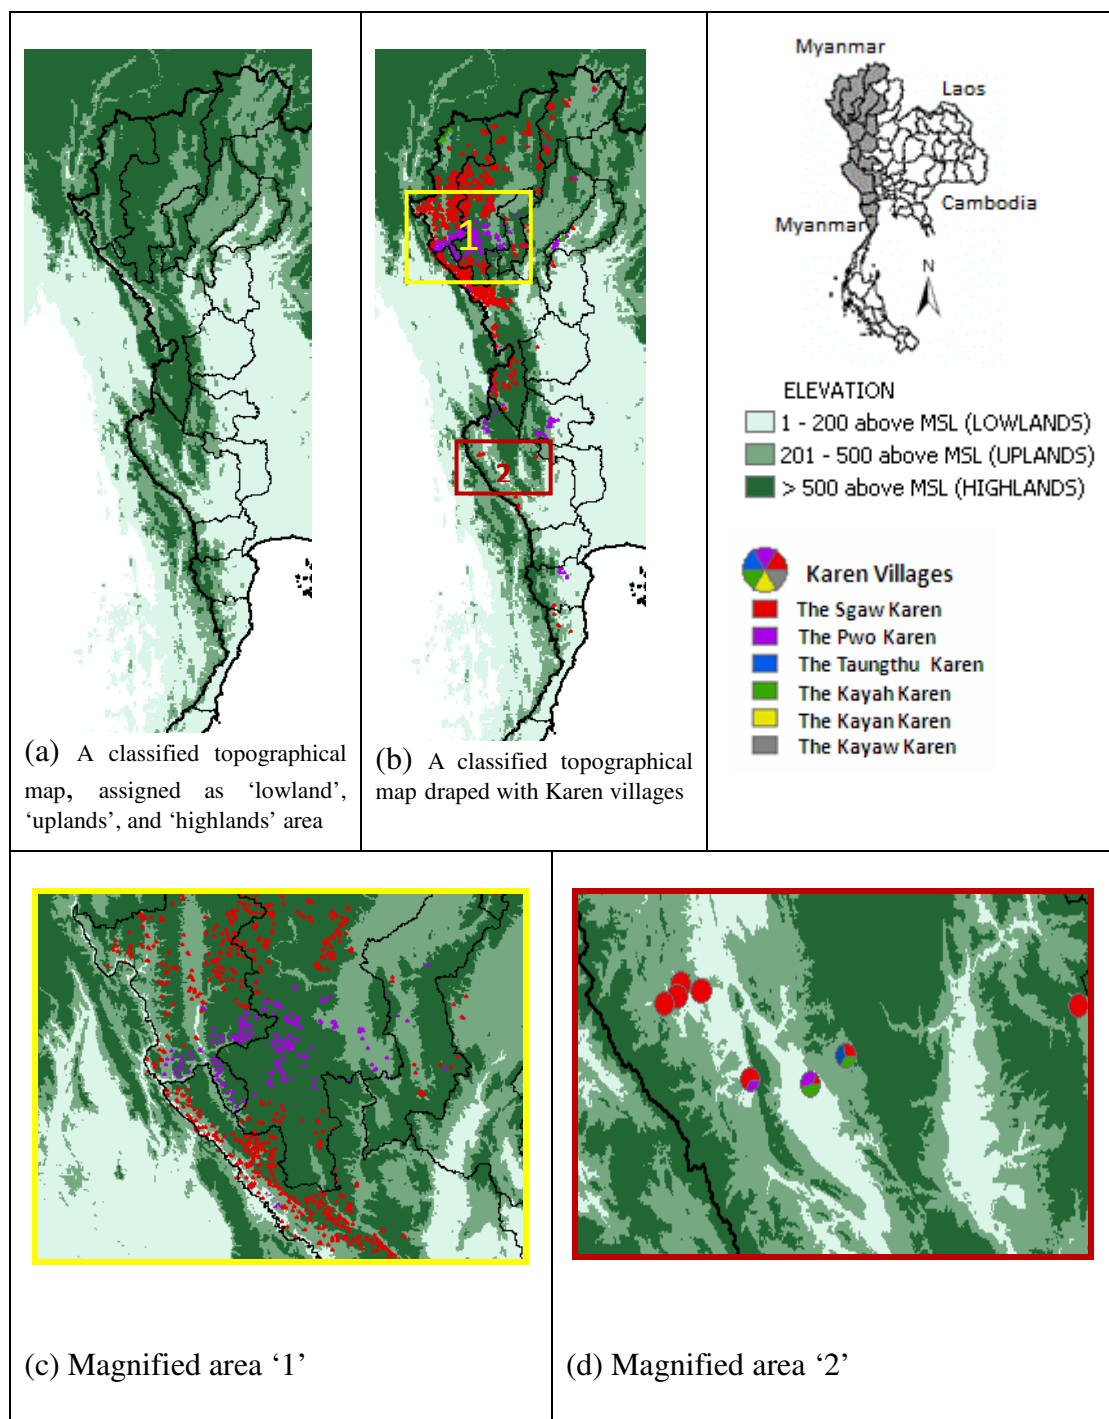 1
2
(a) A classified topographical
map, assigned as ‘lowland’,
‘uplands’, and ‘highlands’ area
(b) A classified topographical
map draped with Karen villages
Myanmar
Laos
Cambodia
Myanmar
N
ELEVATION
1 - 200 above MSL (LOWLANDS)
201 - 500 above MSL (UPLANDS)
> 500 above MSL (HIGHLANDS)
Karen Villages
The Sgaw Karen
The Pwo Karen
The Taungthu Karen
The Kayah Karen
The Kayan Karen
The Kayaw Karen
(c) Magnified area ‘1’
(d) Magnified area ‘2’